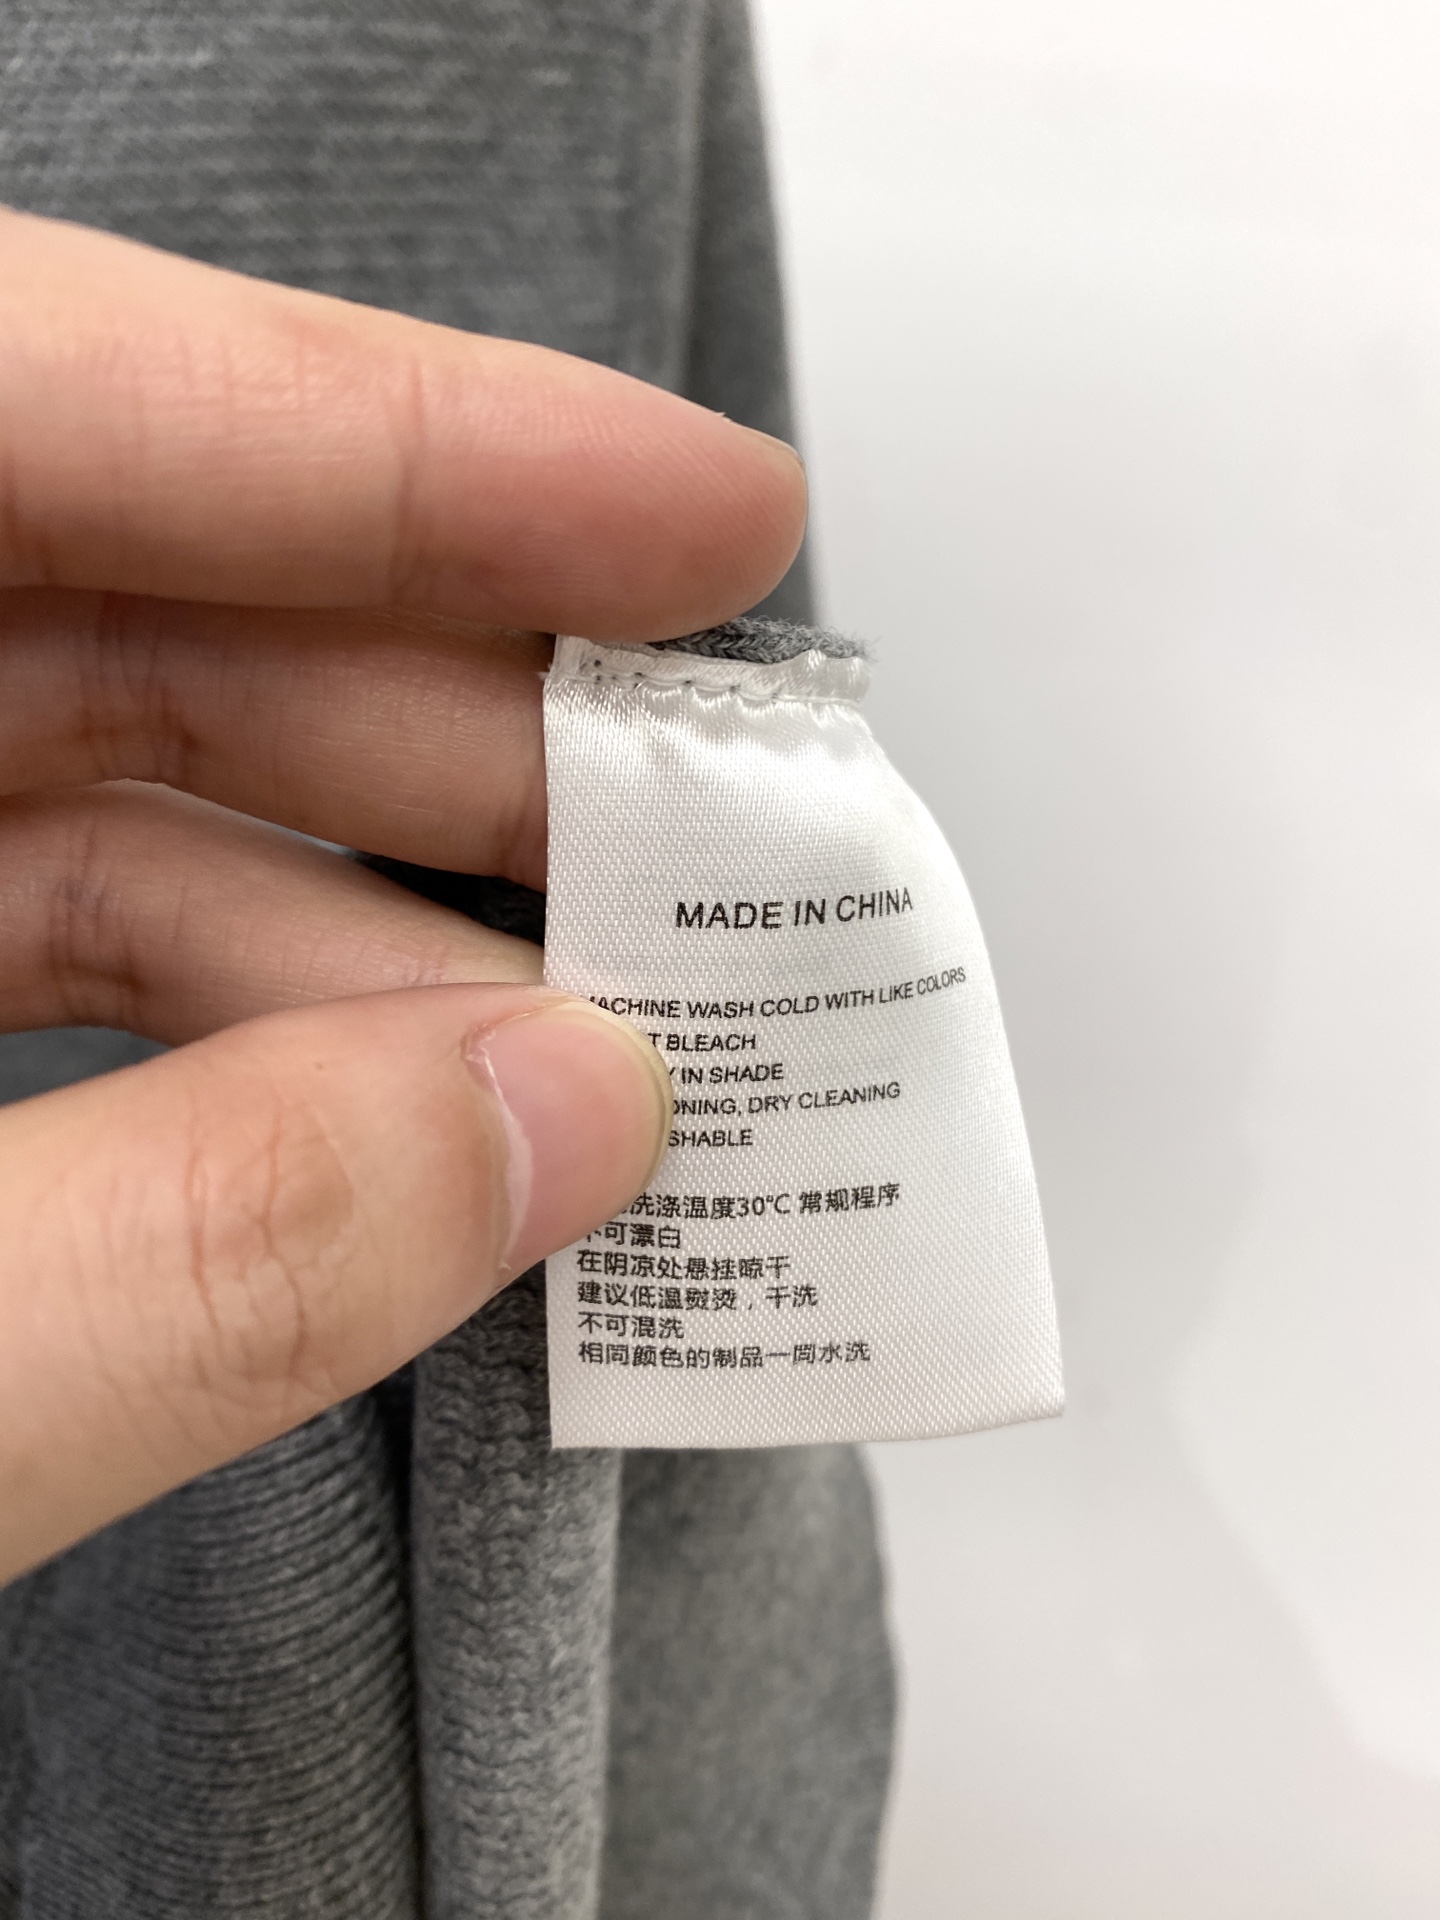 MADE IN CHINA
MACHINE WASH COLD WITH LIKE COLORS
BLEACH
IN SHADE
DRY CLEANING
洗涤温度30℃ 常规程序
不可漂白
在阴凉处悬挂晾干
建议低温熨烫，干洗
不可混洗
相同颜色的制品一同水洗